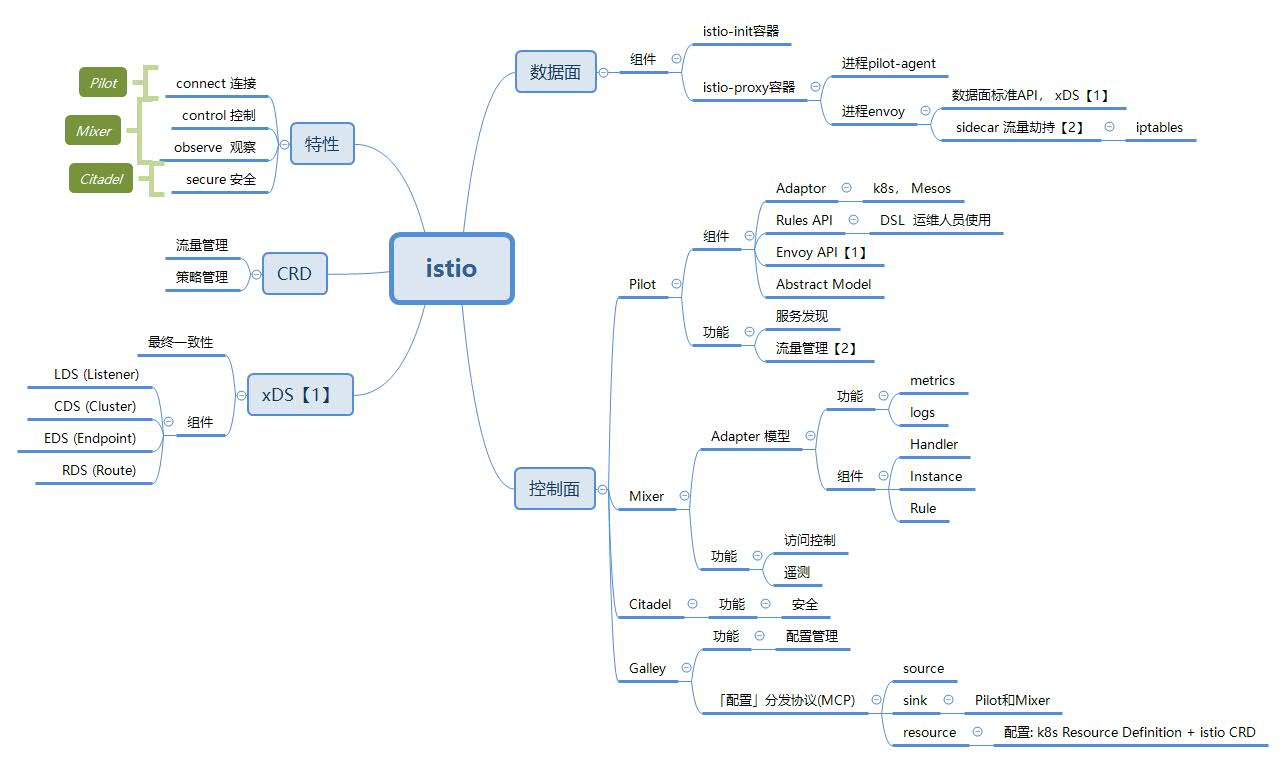 istio
特性
connect 连接
control 控制
observe 观察
secure 安全
Pilot
Mixer
Citadel
CRD
流量管理
策略管理
xDS【1】
最终一致性
组件
LDS (Listener)
CDS (Cluster)
EDS (Endpoint)
RDS (Route)
数据面
组件
istio-init容器
istio-proxy容器
进程pilot-agent
进程envoy
数据面标准API， xDS【1】
sidecar 流量劫持【2】
iptables
控制面
Pilot
组件
Adaptor
k8s， Mesos
Rules API
DSL 运维人员使用
Envoy API【1】
Abstract Model
功能
服务发现
流量管理【2】
Mixer
Adapter 模型
功能
metrics
logs
组件
Handler
Instance
Rule
功能
访问控制
遥测
Citadel
功能
安全
Galley
功能
配置管理
「配置」分发协议(MCP)
source
sink
Pilot和Mixer
resource
配置: k8s Resource Definition + istio CRD